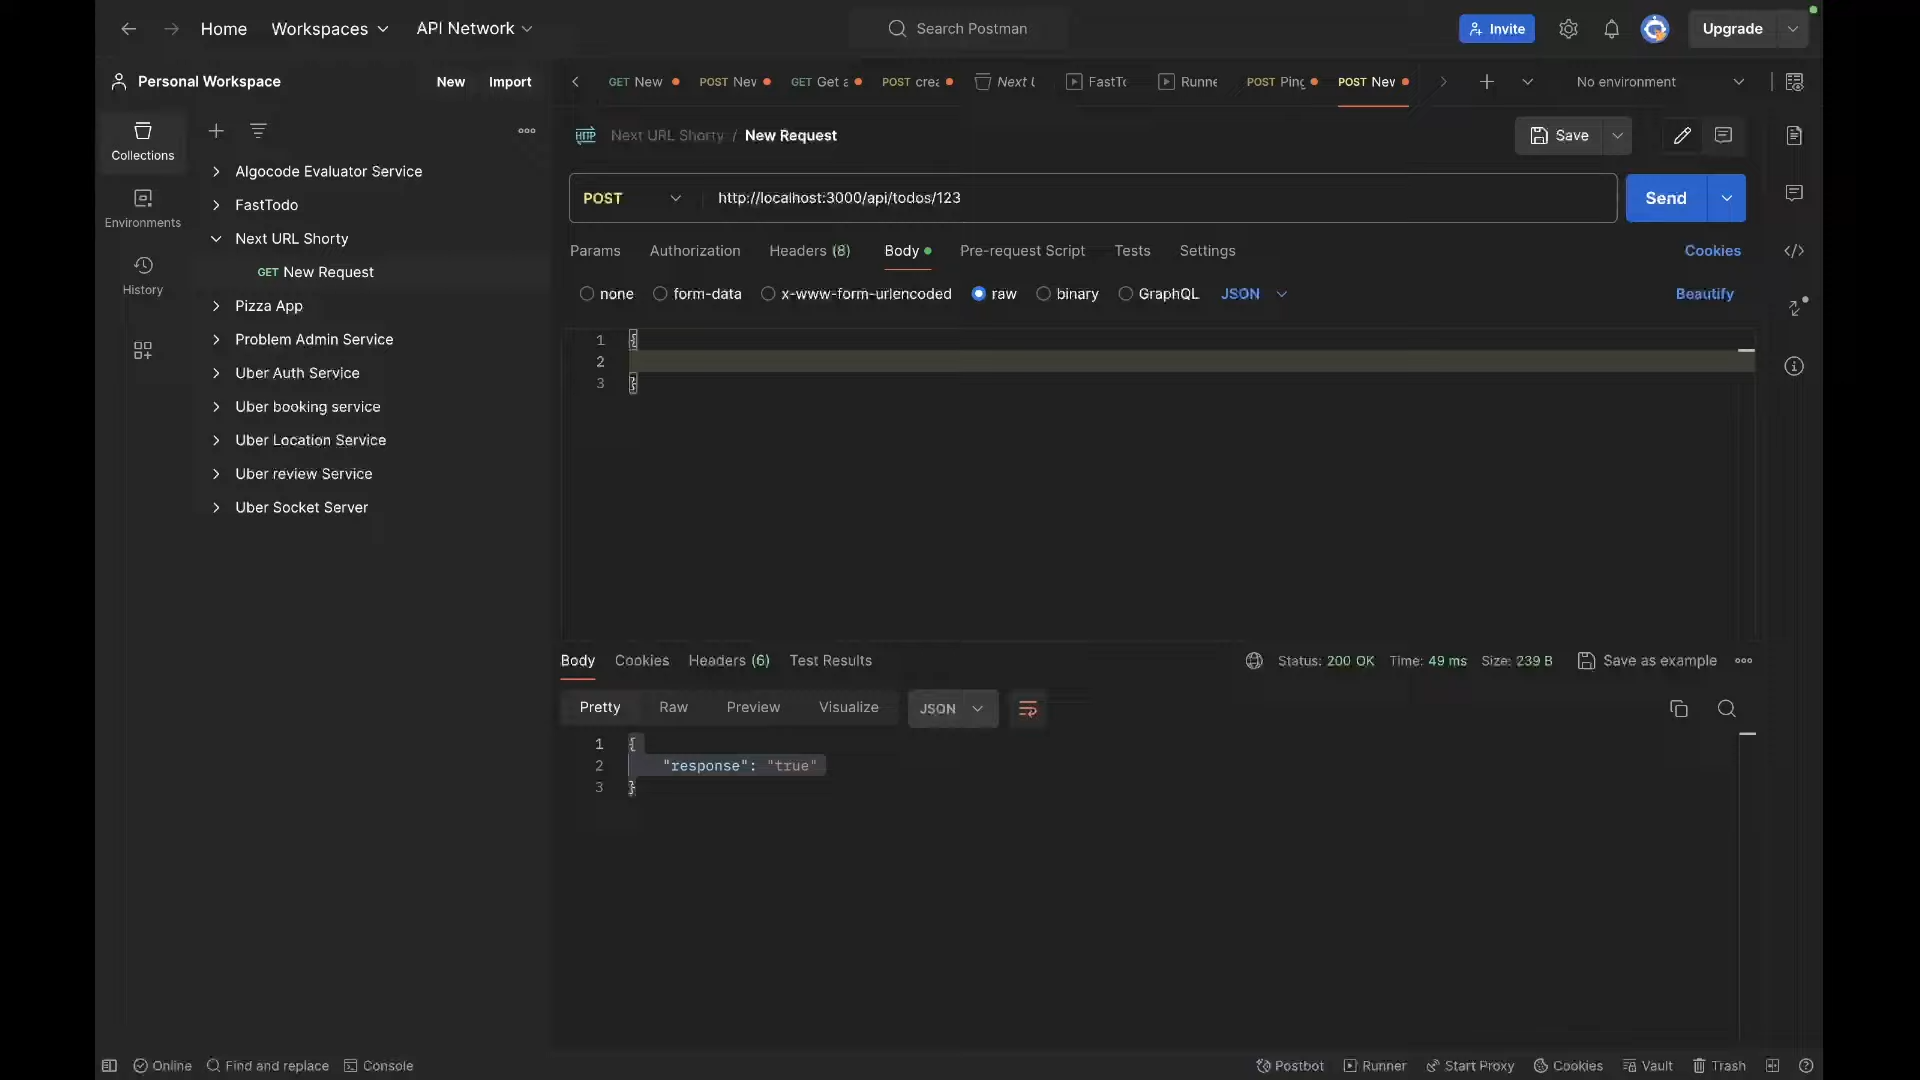 Home Workspaces API Network Search Postman Invite Upgrade
Personal Workspace New Import
GET New POST Nev GET Get a POST crea Next U FastTo Runne POST Ping POST Nev No environment
Collections
Environments
History
Algocode Evaluator Service
FastTodo
Next URL Shorty
GET New Request
Pizza App
Problem Admin Service
Uber Auth Service
Uber booking service
Uber Location Service
Uber review Service
Uber Socket Server
HTTP Next URL Shorty / New Request Save
POST http://localhost:3000/api/todos/123 Send
Params Authorization Headers (8) Body Pre-request Script Tests Settings Cookies
none form-data x-www-form-urlencoded raw binary GraphQL JSON Beautify
1 {
2
3 }
Body Cookies Headers (6) Test Results Status: 200 OK Time: 49 ms Size: 239 B Save as example
Pretty Raw Preview Visualize JSON
1 {
2 "response": "true"
3 }
Online Find and replace Console Postbot Runner Start Proxy Cookies Vault Trash